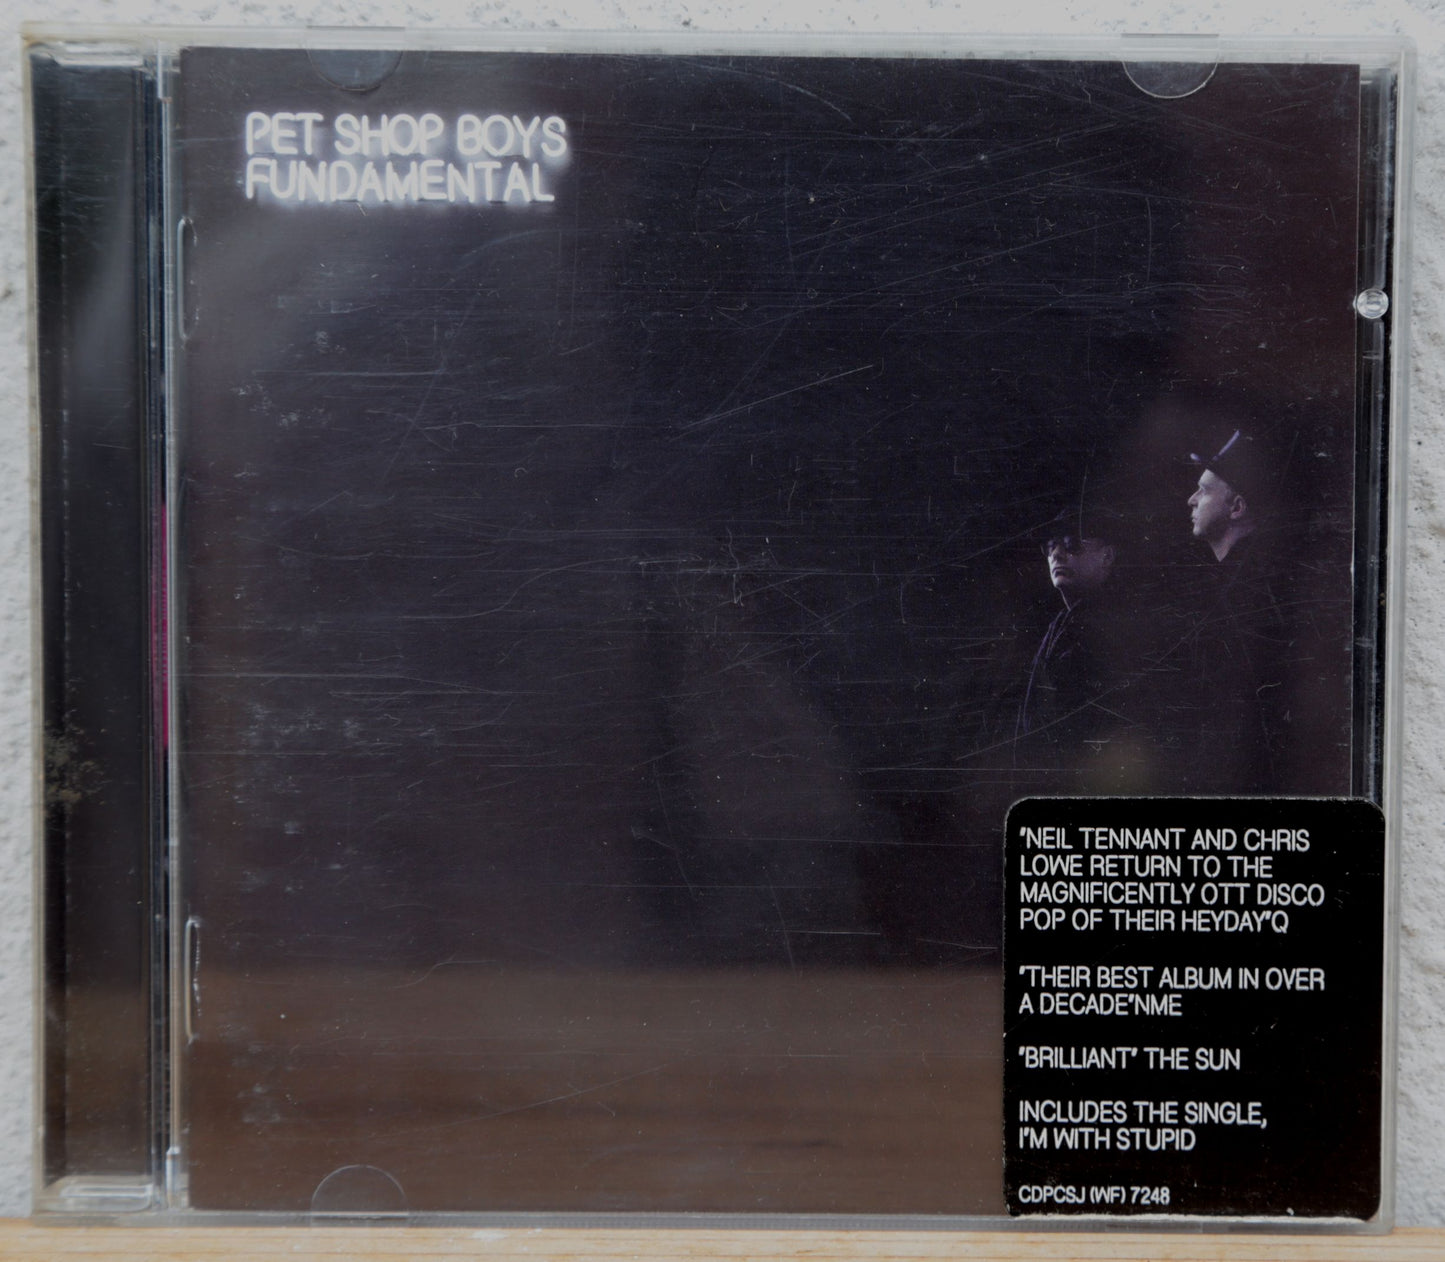 PET SHOP BOYS
FUNDAMENTAL
"NEIL TENNANT AND CHRIS
LOWE RETURN TO THE
MAGNIFICENTLY OTT DISCO
POP OF THEIR HEYDAY"Q
"THEIR BEST ALBUM IN OVER
A DECADE"NME
"BRILLIANT" THE SUN
INCLUDES THE SINGLE,
I'M WITH STUPID
CDPCSJ (WF) 7248